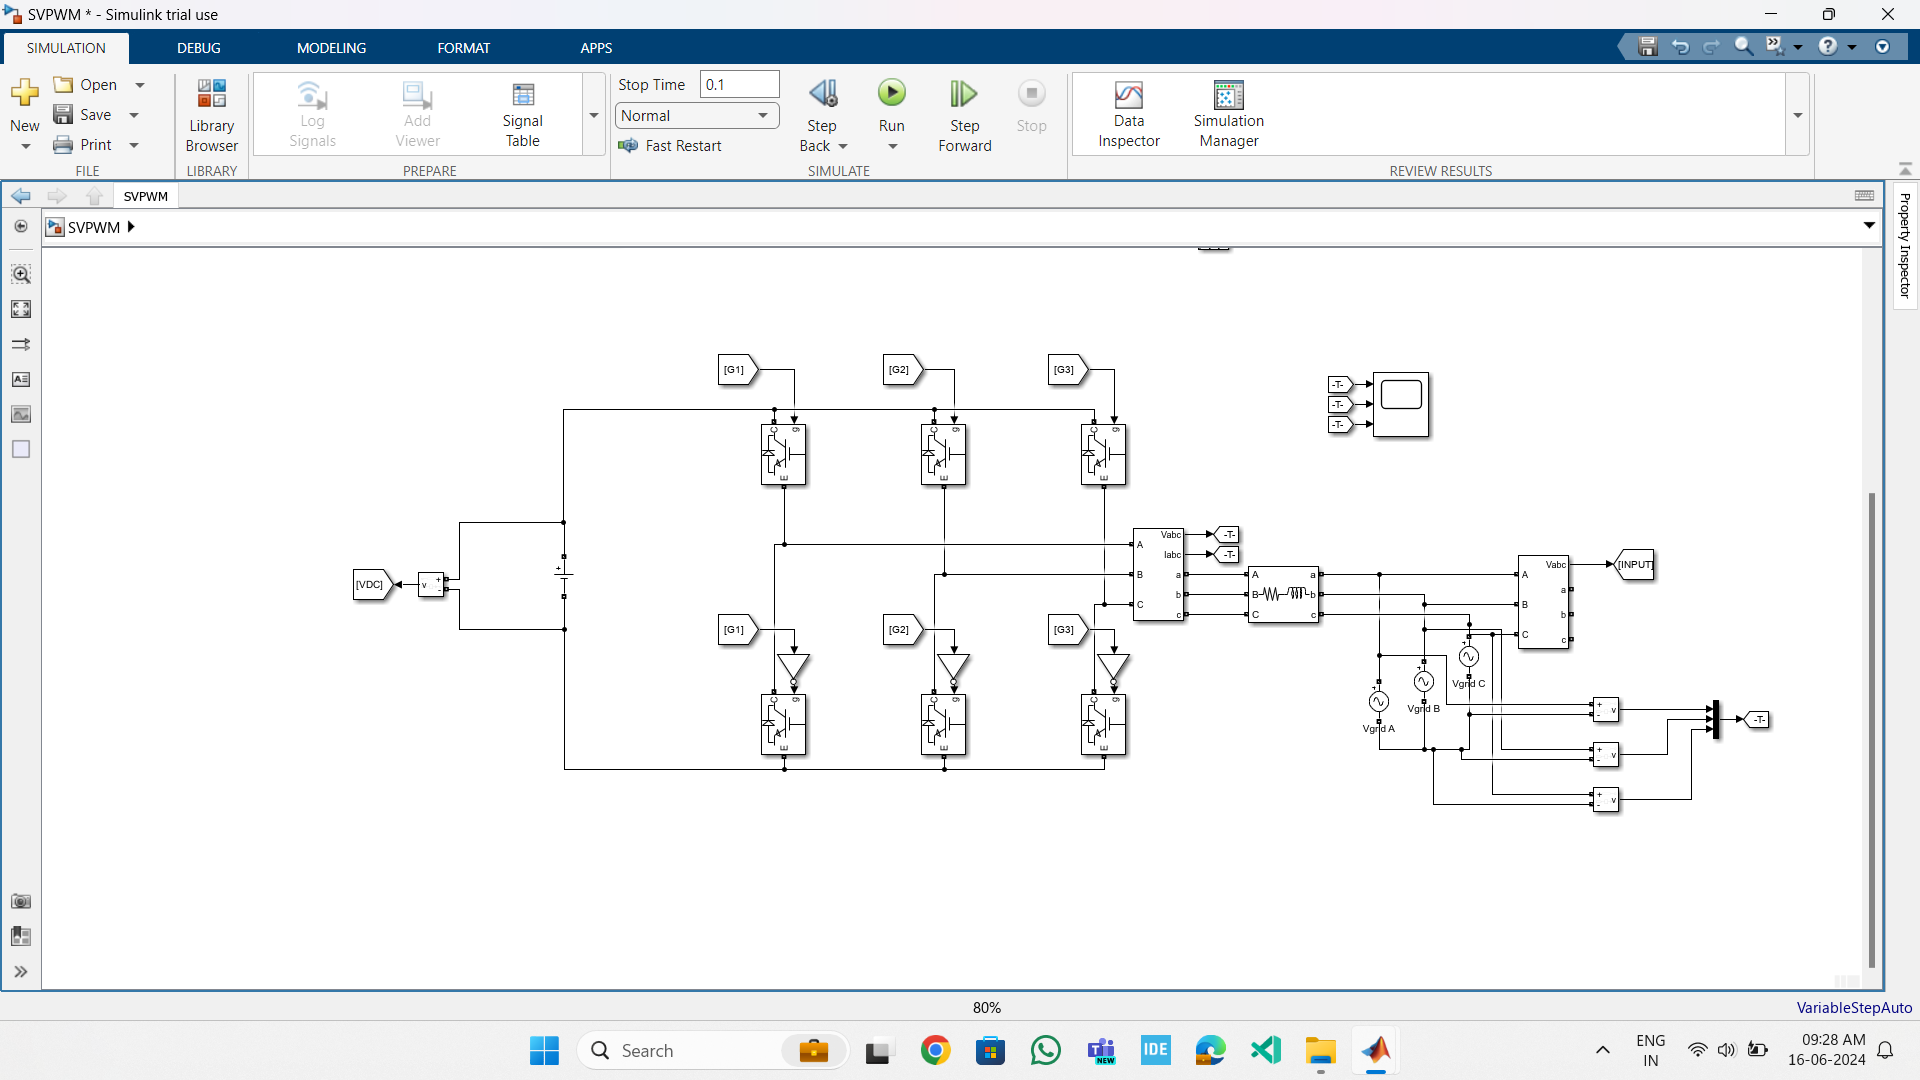 SVPWM * - Simulink trial use
SIMULATION
DEBUG
MODELING
FORMAT
APPS
New
Open
Save
Print
FILE
Library
Browser
LIBRARY
Log
Signals
Add
Viewer
Signal
Table
PREPARE
Stop Time
0.1
Normal
Fast Restart
Step
Back
Run
Step
Forward
Stop
SIMULATE
Data
Inspector
Simulation
Manager
REVIEW RESULTS
SVPWM
SVPWM
Property Inspector
[G1]
[G2]
[G3]
-T-
-T-
-T-
C
g
E
C
g
E
C
g
E
[VDC]
v
+
-
+
A
B
C
Vabc
Iabc
a
b
c
-T-
-T-
A
B
C
a
b
c
A
B
C
Vabc
a
b
c
[INPUT]
[G1]
[G2]
[G3]
C
g
E
C
g
E
C
g
E
+
Vgrid A
+
Vgrid B
+
Vgrid C
+
-
v
+
-
v
+
-
v
-T-
80%
VariableStepAuto
Search
NEW
IDE
ENG
IN
09:28 AM
16-06-2024